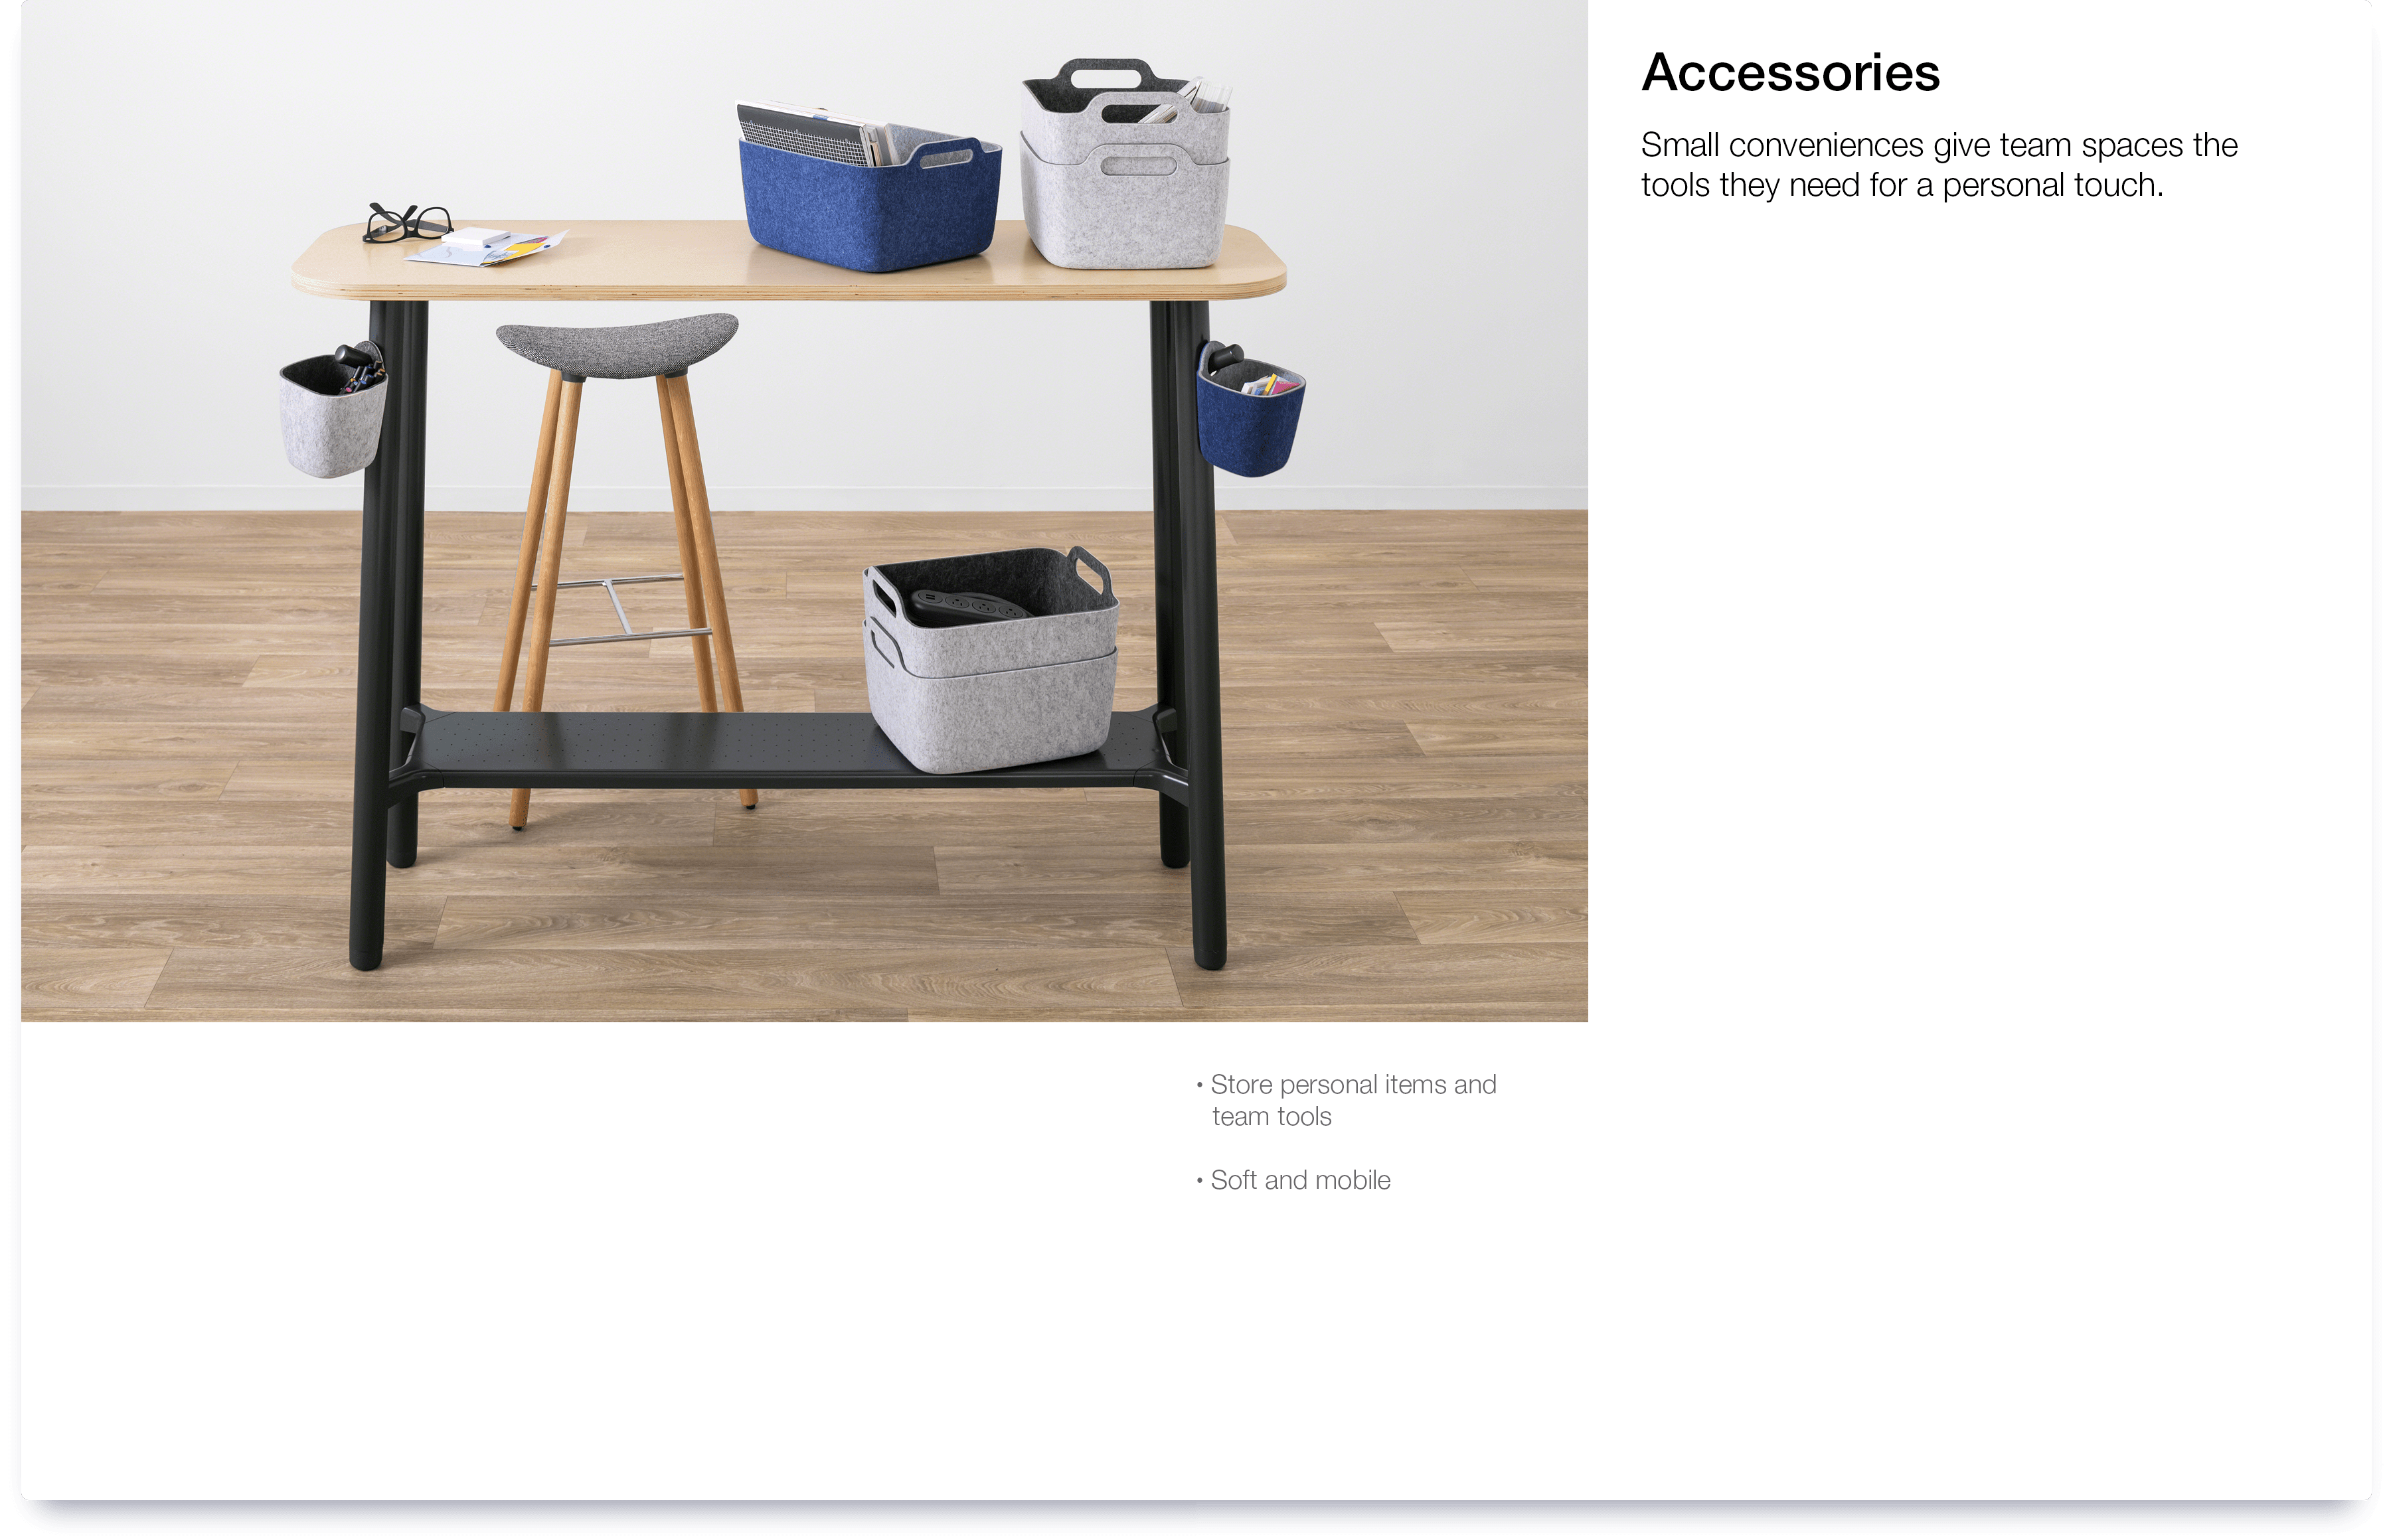 Accessories
Small conveniences give team spaces the
tools they need for a personal touch.
• Store personal items and
team tools
• Soft and mobile